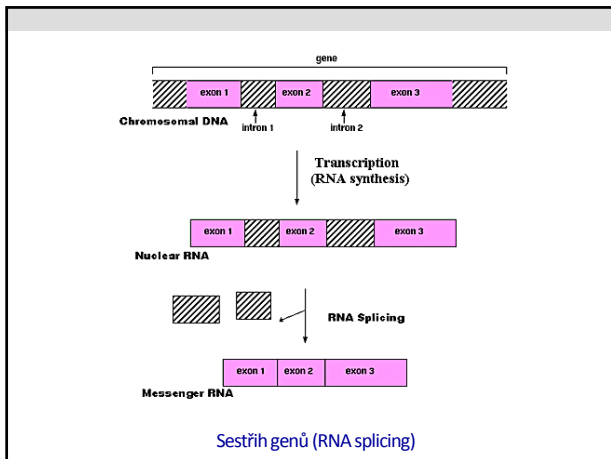 gene
exon 1 exon 2 exon 3
Chromosomal DNA intron 1 intron 2
Transcription
(RNA synthesis)
exon 1 exon 2 exon 3
Nuclear RNA
RNA Splicing
exon 1 exon 2 exon 3
Messenger RNA
Sestřih genů (RNA splicing)